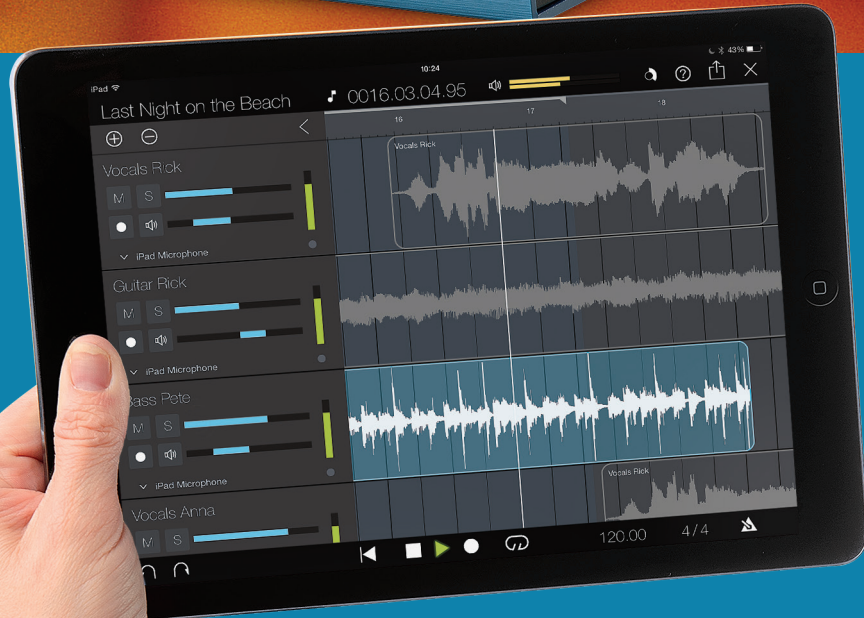 iPad
10:24
43%
Last Night on the Beach
0016.03.04.95
16
17
18
Vocals Rick
M S
iPad Microphone
Vocals Rick
Guitar Rick
M S
iPad Microphone
Bass Pete
M S
iPad Microphone
Vocals Anna
M S
Vocals Rick
120.00
4/4